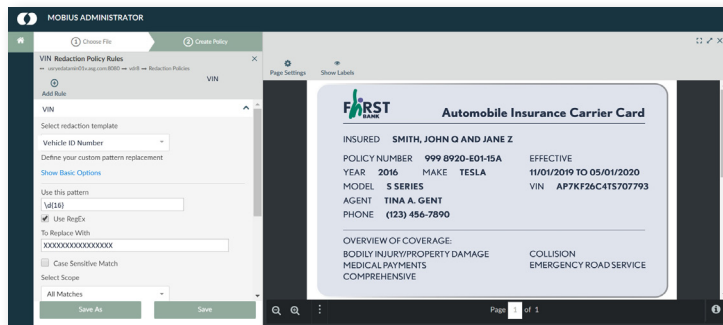 MOBIUS ADMINISTRATOR
1 Choose File
2 Create Policy
VIN Redaction Policy Rules
VIN
Add Rule
VIN
Select redaction template
Vehicle ID Number
Define your custom pattern replacement
Show Basic Options
Use this pattern
\d{16}
Use RegEx
To Replace With
XXXXXXXXXXXXXXXX
Case Sensitive Match
Select Scope
All Matches
Save As Save
Page Settings Show Labels
FIRST
BANK
Automobile Insurance Carrier Card
INSURED SMITH, JOHN Q AND JANE Z
POLICY NUMBER 999 8920-E01-15A EFFECTIVE
YEAR 2016 MAKE TESLA 11/01/2019 TO 05/01/2020
MODEL S SERIES VIN AP7KF26C4TS707793
AGENT TINA A. GENT
PHONE (123) 456-7890
OVERVIEW OF COVERAGE:
BODILY INJURY/PROPERTY DAMAGE COLLISION
MEDICAL PAYMENTS EMERGENCY ROAD SERVICE
COMPREHENSIVE
Page 1 of 1